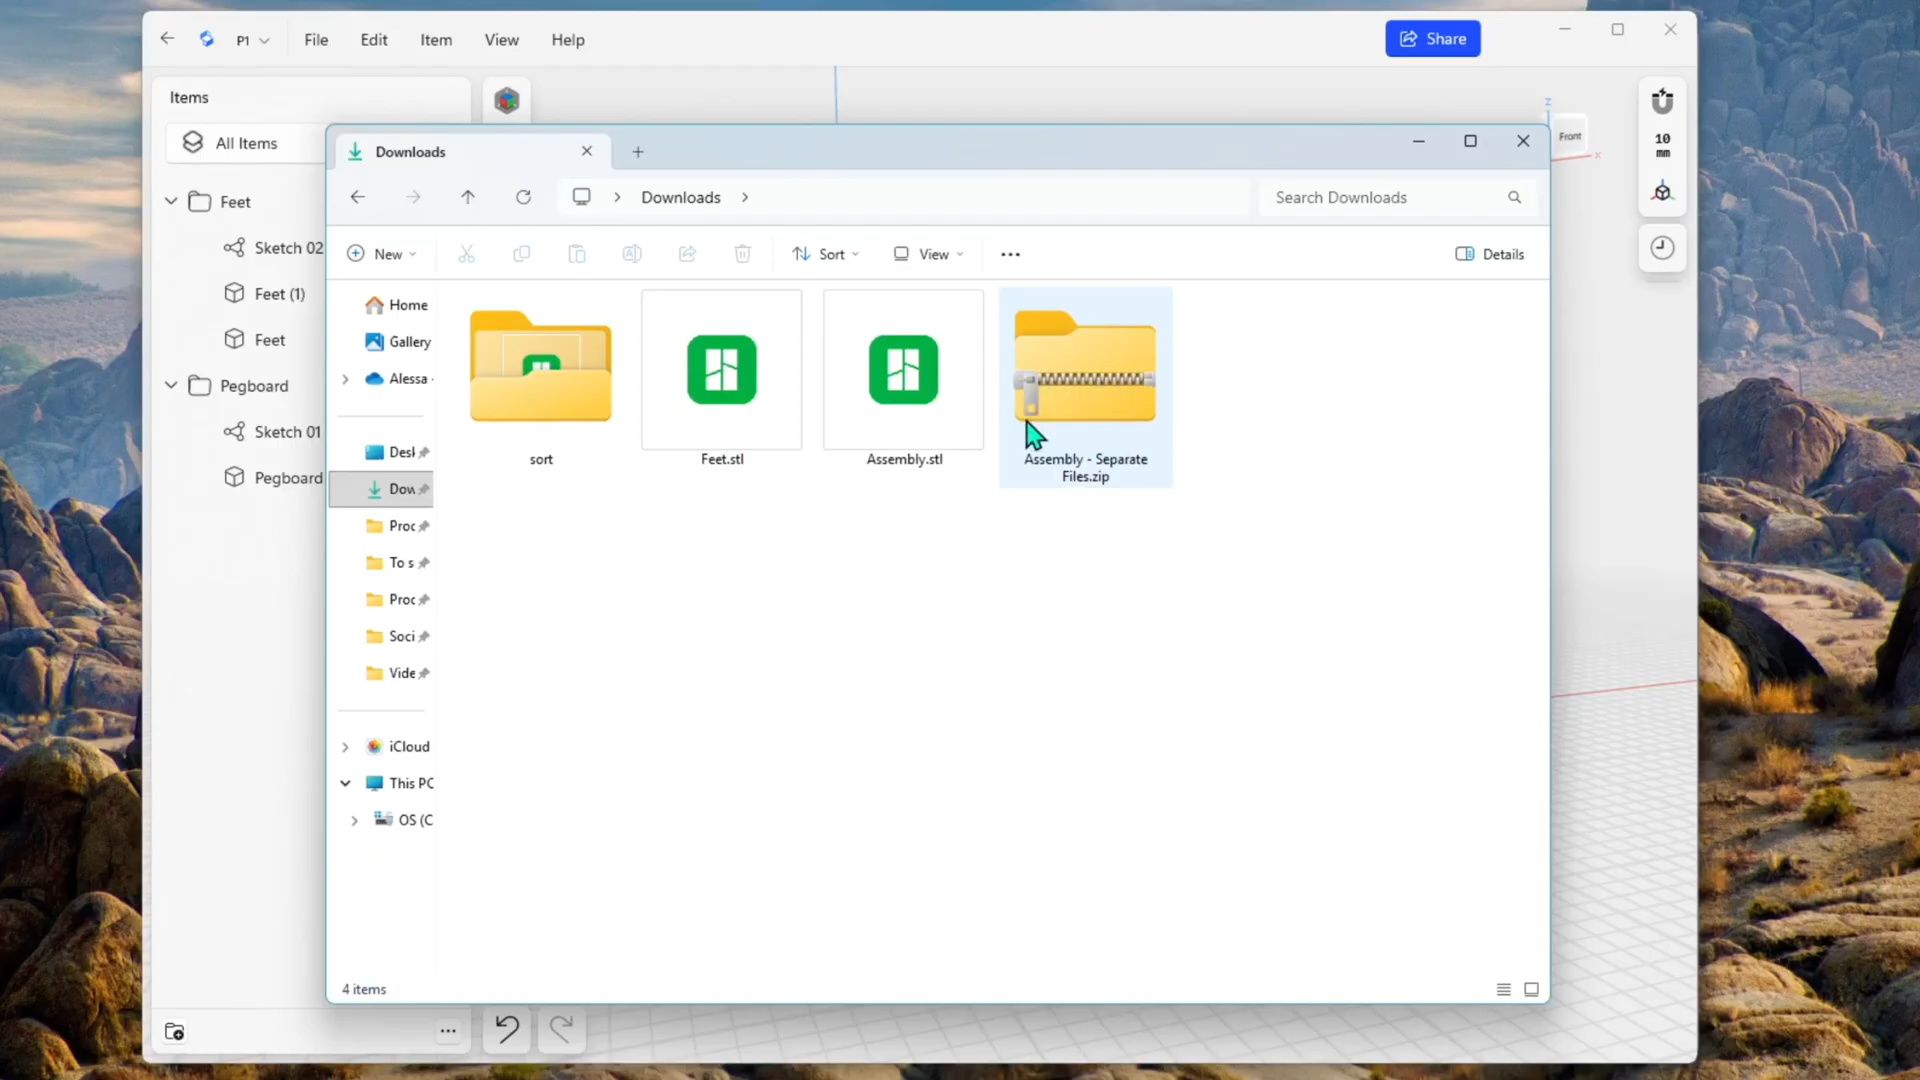 P1
File
Edit
Item
View
Help
Share
Items
All Items
Feet
Sketch 02
Feet (1)
Feet
Pegboard
Sketch 01
Pegboard
Z
Front
X
10
mm
Downloads
Downloads
Search Downloads
New
Sort
View
Details
Home
Gallery
Alessa
Desk
Dow
Proc
To s
Proc
Soci
Vide
iCloud
This PC
OS (C
sort
Feet.stl
Assembly.stl
Assembly - Separate
Files.zip
4 items